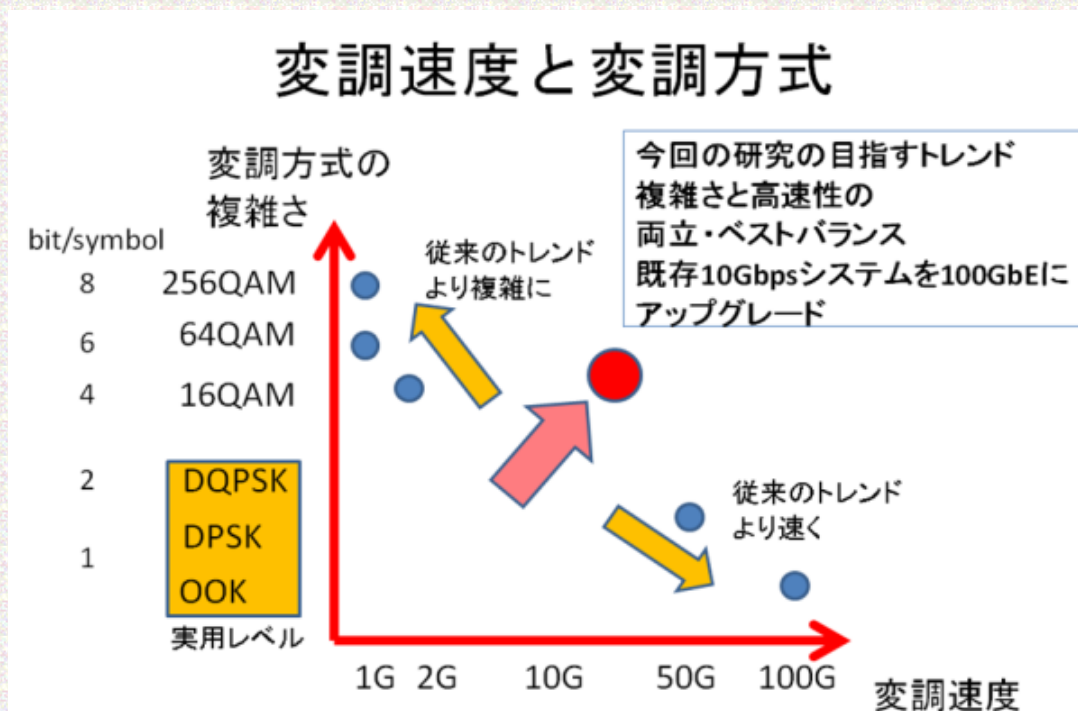 変調速度と変調方式
変調方式の
複雑さ
今回の研究の目指すトレンド
複雑さと高速性の
両立・ベストバランス
既存10Gbpsシステムを100GbEに
アップグレード
bit/symbol
従来のトレンド
より複雑に
8 256QAM
6 64QAM
4 16QAM
2 DQPSK
1 DPSK
OOK
実用レベル
従来のトレンド
より速く
1G 2G 10G 50G 100G
変調速度